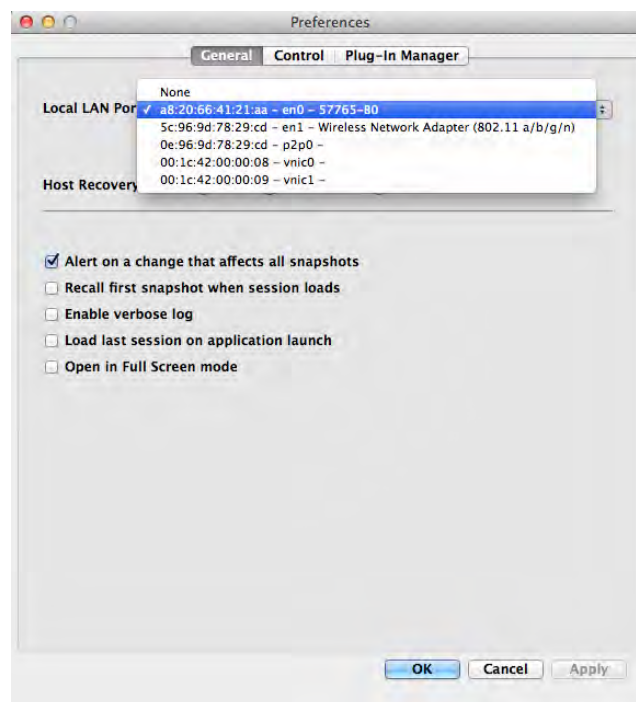 Preferences
General Control Plug-In Manager
None
Local LAN Por ✓ a8:20:66:41:21:aa – en0 – 57765-B0
5c:96:9d:78:29:cd – en1 – Wireless Network Adapter (802.11 a/b/g/n)
0e:96:9d:78:29:cd – p2p0 –
00:1c:42:00:00:08 – vnic0 –
Host Recovery
00:1c:42:00:00:09 – vnic1 –
Alert on a change that affects all snapshots
Recall first snapshot when session loads
Enable verbose log
Load last session on application launch
Open in Full Screen mode
OK Cancel Apply